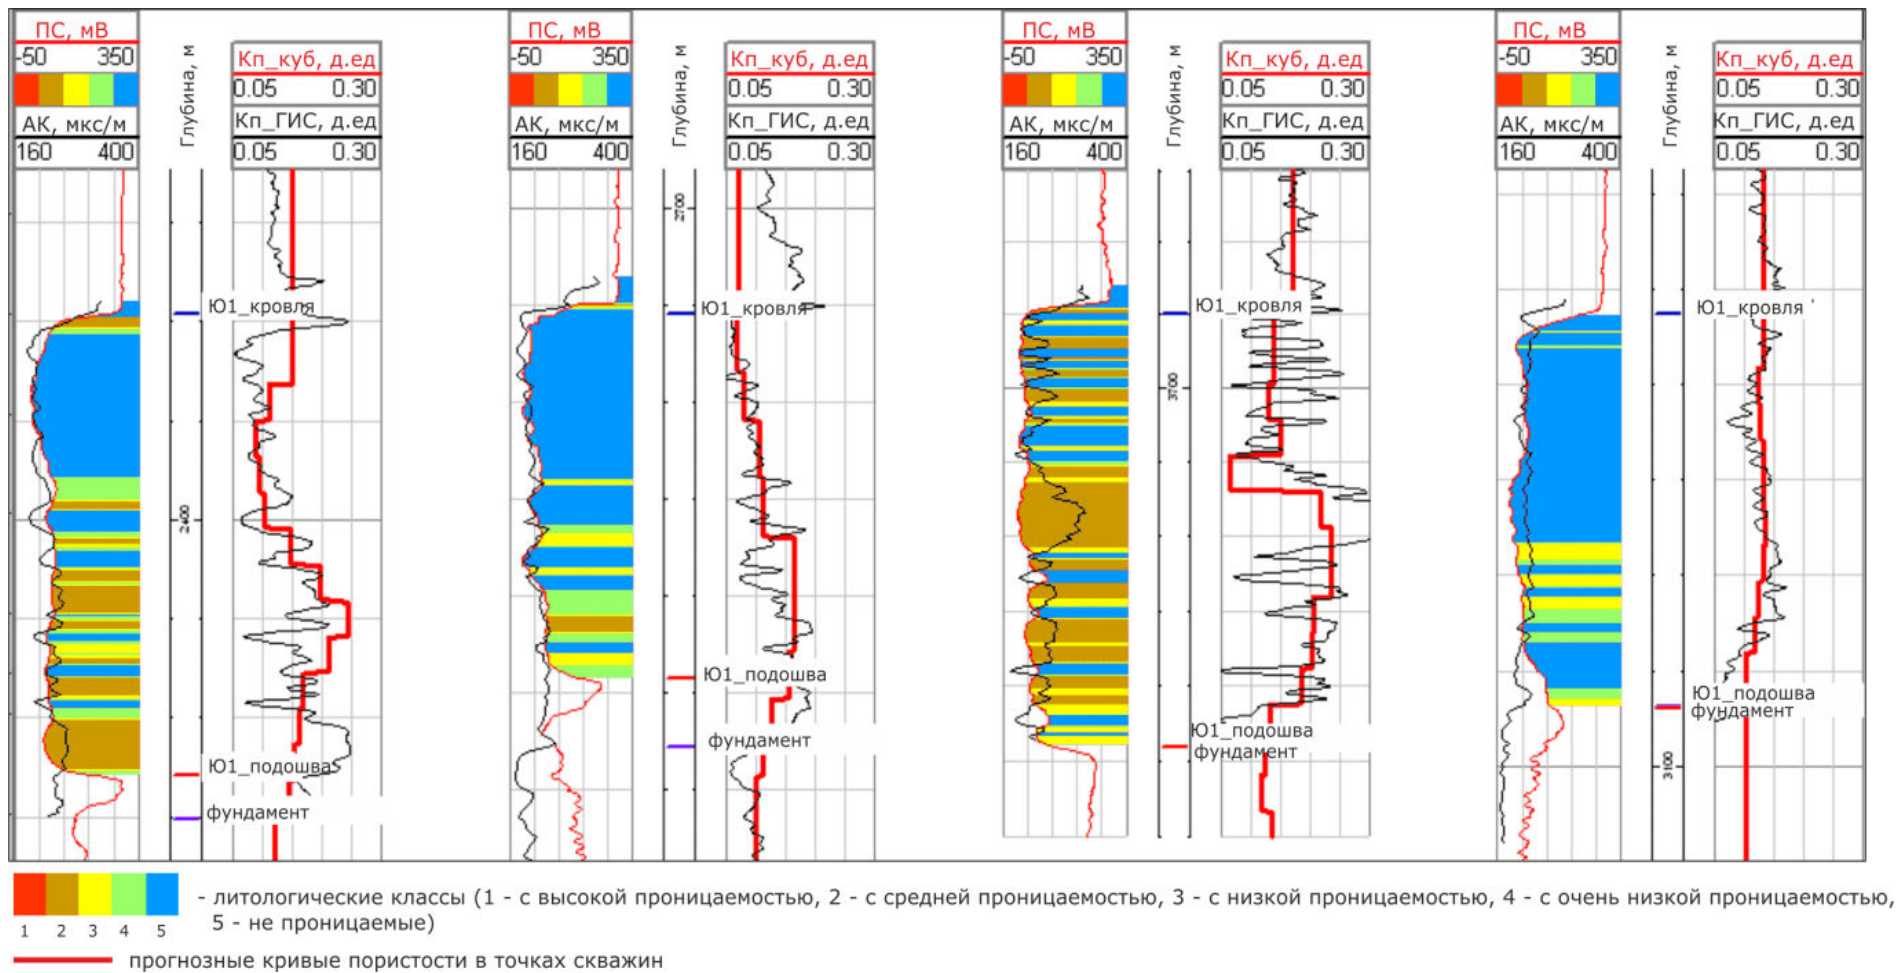 ПС, мВ
-50 350
АК, мкс/м
160 400
Глубина, м
2400
Кп_куб, д.ед
0.05 0.30
Кп_ГИС, д.ед
0.05 0.30
Ю1_кровля
Ю1_подошва
фундамент
ПС, мВ
-50 350
АК, мкс/м
160 400
Глубина, м
2700
Кп_куб, д.ед
0.05 0.30
Кп_ГИС, д.ед
0.05 0.30
Ю1_кровля
Ю1_подошва
фундамент
ПС, мВ
-50 350
АК, мкс/м
160 400
Глубина, м
3700
Кп_куб, д.ед
0.05 0.30
Кп_ГИС, д.ед
0.05 0.30
Ю1_кровля
Ю1_подошва
фундамент
ПС, мВ
-50 350
АК, мкс/м
160 400
Глубина, м
3100
Кп_куб, д.ед
0.05 0.30
Кп_ГИС, д.ед
0.05 0.30
Ю1_кровля
Ю1_подошва
фундамент
- литологические классы (1 - с высокой проницаемостью, 2 - с средней проницаемостью, 3 - с низкой проницаемостью, 4 - с очень низкой проницаемостью,
5 - не проницаемые)
1 2 3 4 5
прогнозные кривые пористости в точках скважин